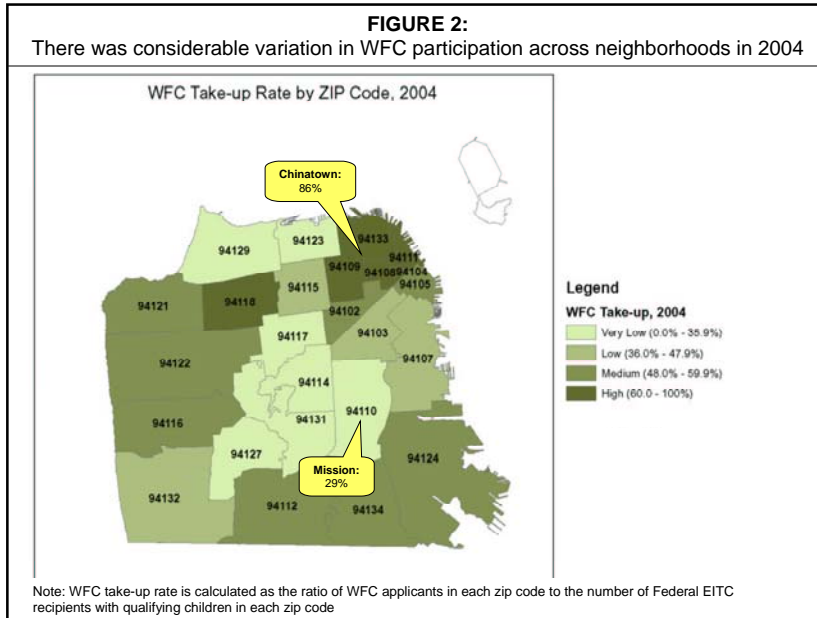 FIGURE 2:
There was considerable variation in WFC participation across neighborhoods in 2004
WFC Take-up Rate by ZIP Code, 2004
Chinatown:
86%
94123
94133
94129
94111
94109
94108
94104
94105
94115
94118
94121
94102
94103
94117
94107
94122
94114
94110
94116
94131
94127
94124
Mission:
29%
94132
94112
94134
Legend
WFC Take-up, 2004
Very Low (0.0% - 35.9%)
Low (36.0% - 47.9%)
Medium (48.0% - 59.9%)
High (60.0 - 100%)
Note: WFC take-up rate is calculated as the ratio of WFC applicants in each zip code to the number of Federal EITC
recipients with qualifying children in each zip code